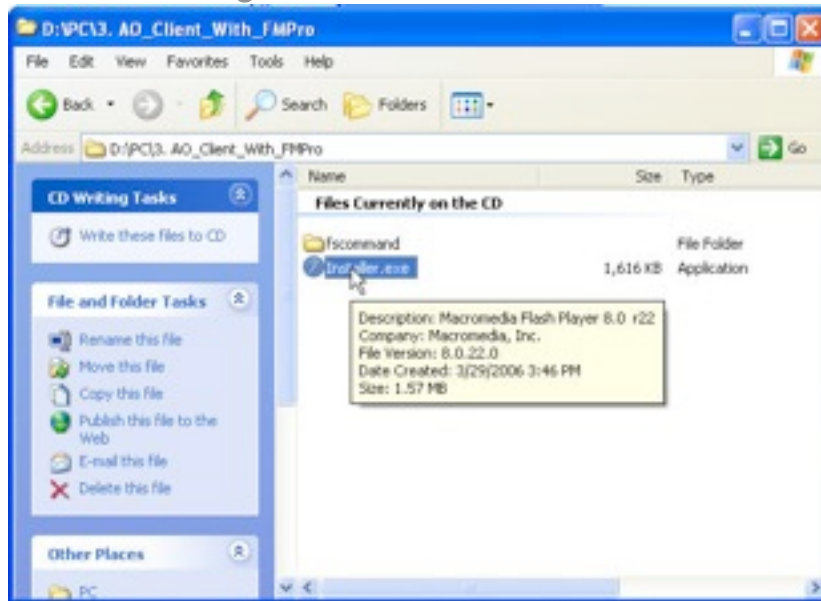 D:\PC\3. AO_Client_With_FMPro
File Edit View Favorites Tools Help
Back Search Folders
Address D:\PC\3. AO_Client_With_FMPro Go
Name Size Type
CD Writing Tasks
Files Currently on the CD
Write these files to CD
fscommand File Folder
Installer.exe 1,616 KB Application
File and Folder Tasks
Description: Macromedia Flash Player 8.0 r22
Company: Macromedia, Inc.
File Version: 8.0.22.0
Date Created: 3/29/2006 3:46 PM
Size: 1.57 MB
Rename this file
Move this file
Copy this file
Publish this file to the
Web
E-mail this file
Delete this file
Other Places
PC